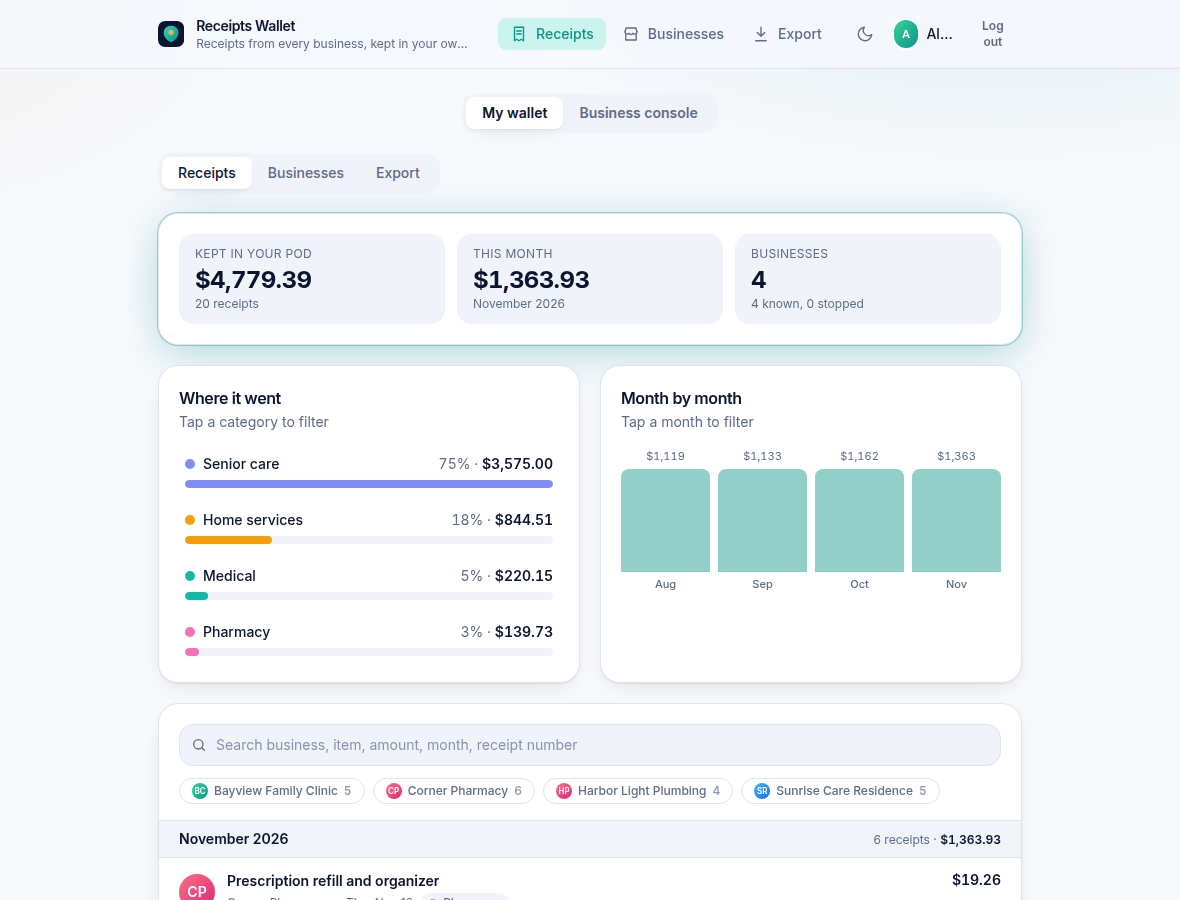 Receipts Wallet
Receipts from every business, kept in your ow...
Receipts
Businesses
Export
A
Al...
Log out
My wallet
Business console
Receipts
Businesses
Export
KEPT IN YOUR POD
$4,779.39
20 receipts
THIS MONTH
$1,363.93
November 2026
BUSINESSES
4
4 known, 0 stopped
Where it went
Tap a category to filter
Senior care 75% · $3,575.00
Home services 18% · $844.51
Medical 5% · $220.15
Pharmacy 3% · $139.73
Month by month
Tap a month to filter
$1,119 $1,133 $1,162 $1,363
Aug Sep Oct Nov
Search business, item, amount, month, receipt number
BC Bayview Family Clinic 5
CP Corner Pharmacy 6
HP Harbor Light Plumbing 4
SR Sunrise Care Residence 5
November 2026 6 receipts · $1,363.93
CP
Prescription refill and organizer $19.26